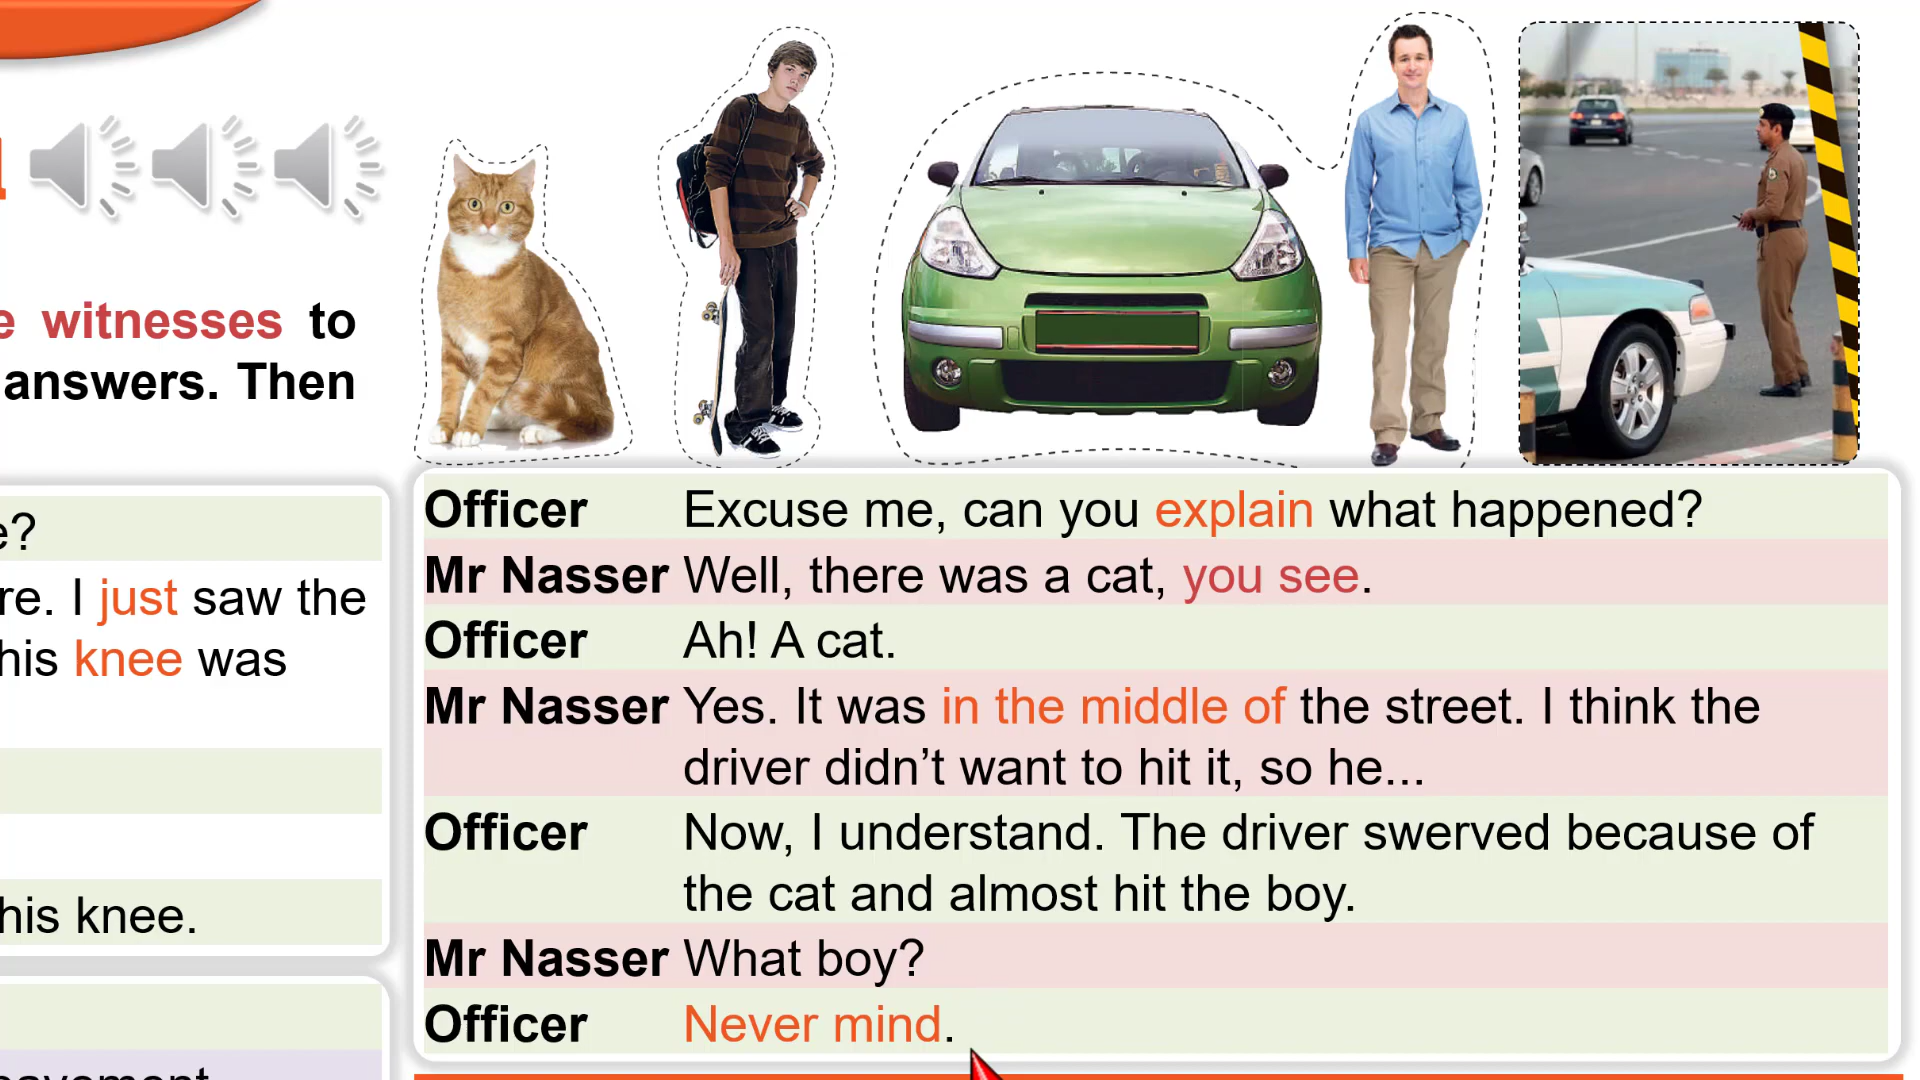 e witnesses to
answers. Then
e?
re. I just saw the
his knee was
his knee.
Officer Excuse me, can you explain what happened?
Mr Nasser Well, there was a cat, you see.
Officer Ah! A cat.
Mr Nasser Yes. It was in the middle of the street. I think the
driver didn’t want to hit it, so he...
Officer Now, I understand. The driver swerved because of
the cat and almost hit the boy.
Mr Nasser What boy?
Officer Never mind.